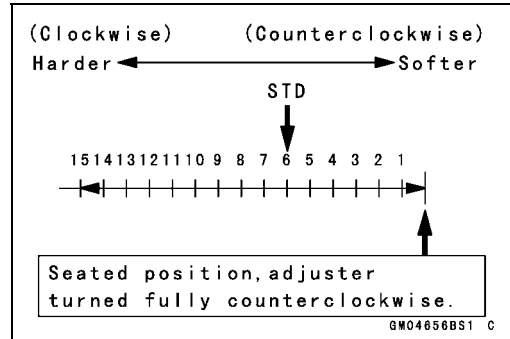 (Clockwise) (Counterclockwise)
Harder Softer
STD
15 14 13 12 11 10 9 8 7 6 5 4 3 2 1
Seated position, adjuster
turned fully counterclockwise.
GM04656BS1 C